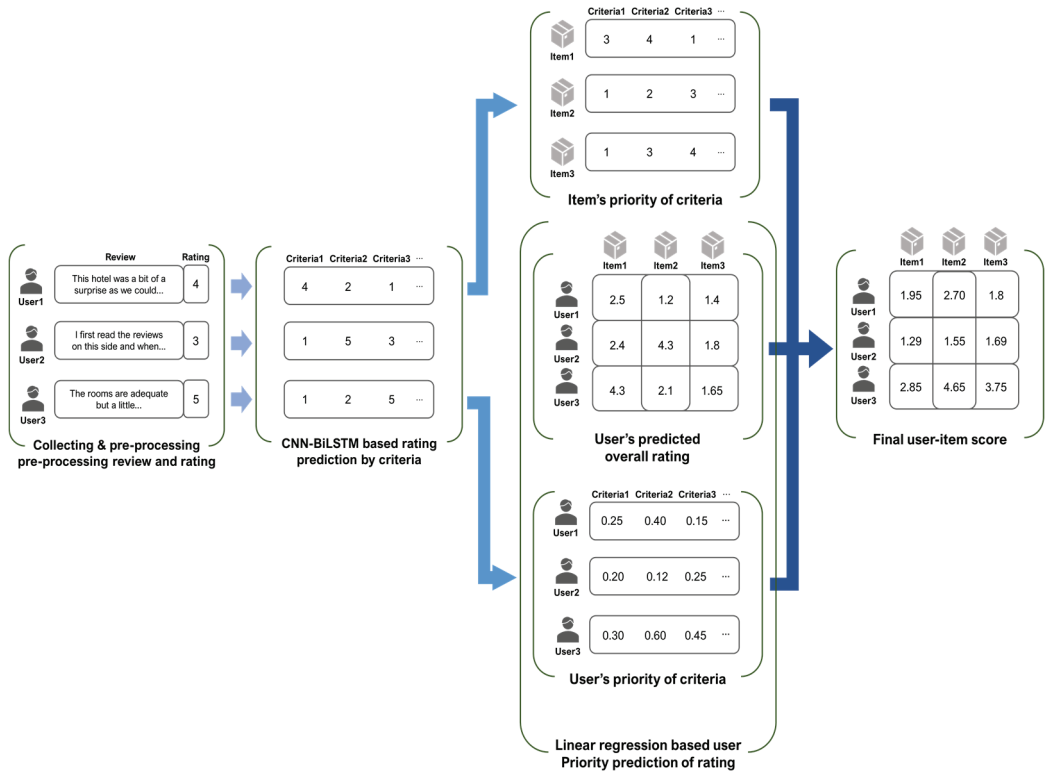 Review Rating
User1 This hotel was a bit of a
surprise as we could... 4
User2 I first read the reviews
on this side and when... 3
User3 The rooms are adequate
but a little... 5
Collecting & pre-processing
pre-processing review and rating
Criteria1 Criteria2 Criteria3 ...
4 2 1 ...
1 5 3 ...
1 2 5 ...
CNN-BiLSTM based rating
prediction by criteria
Criteria1 Criteria2 Criteria3 ...
Item1 3 4 1 ...
Item2 1 2 3 ...
Item3 1 3 4 ...
Item's priority of criteria
Item1 Item2 Item3
User1 2.5 1.2 1.4
User2 2.4 4.3 1.8
User3 4.3 2.1 1.65
User's predicted
overall rating
Criteria1 Criteria2 Criteria3 ...
User1 0.25 0.40 0.15 ...
User2 0.20 0.12 0.25 ...
User3 0.30 0.60 0.45 ...
User's priority of criteria
Linear regression based user
Priority prediction of rating
Item1 Item2 Item3
User1 1.95 2.70 1.8
User2 1.29 1.55 1.69
User3 2.85 4.65 3.75
Final user-item score